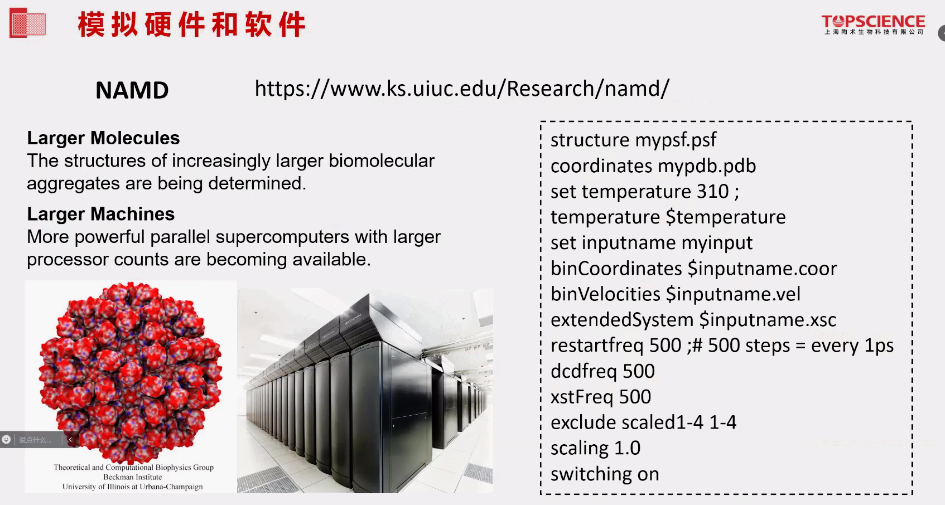 模拟硬件和软件
TOPSCIENCE
上海陶术生物科技有限公司
NAMD
https://www.ks.uiuc.edu/Research/namd/
Larger Molecules
The structures of increasingly larger biomolecular
aggregates are being determined.
Larger Machines
More powerful parallel supercomputers with larger
processor counts are becoming available.
说点什么...
Theoretical and Computational Biophysics Group
Beckman Institute
University of Illinois at Urbana-Champaign
structure mypsf.psf
coordinates mypdb.pdb
set temperature 310 ;
temperature $temperature
set inputname myinput
binCoordinates $inputname.coor
binVelocities $inputname.vel
extendedSystem $inputname.xsc
restartfreq 500 ;# 500 steps = every 1ps
dcdfreq 500
xstFreq 500
exclude scaled1-4 1-4
scaling 1.0
switching on